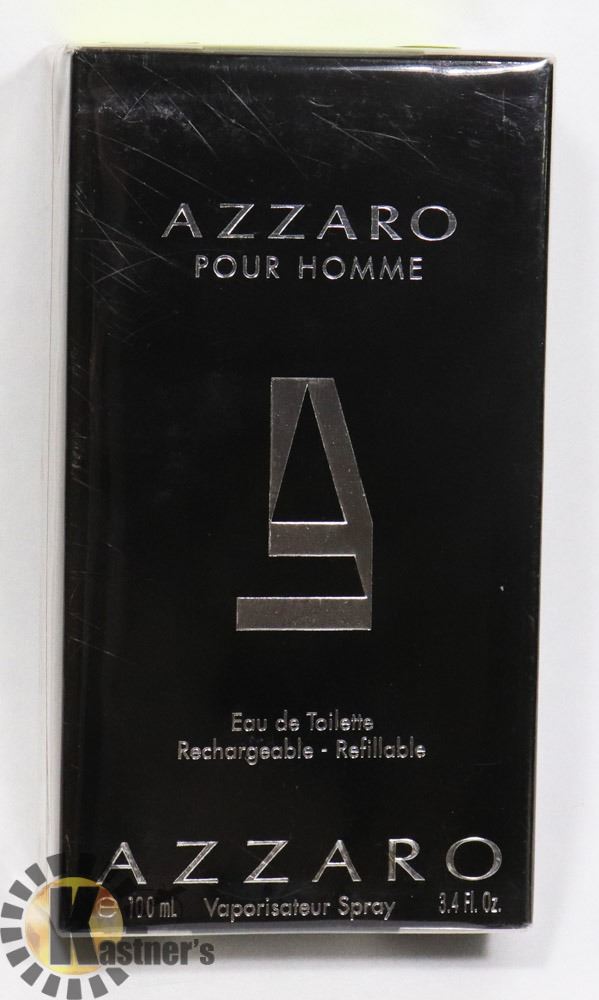 AZZARO
POUR HOMME
Eau de Toilette
Rechargeable - Refillable
AZZARO
℮ 100 mL Vaporisateur Spray 3.4 Fl. Oz.
Kastner's